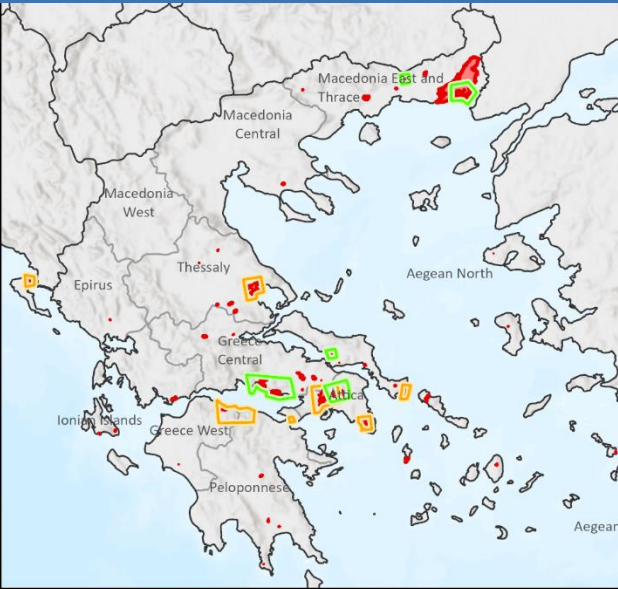 Macedonia East and
Thrace
Macedonia
Central
Macedonia
West
Thessaly
Epirus
Aegean North
Greece
Central
Attica
Ionian Islands
Greece West
Peloponnese
Aegean